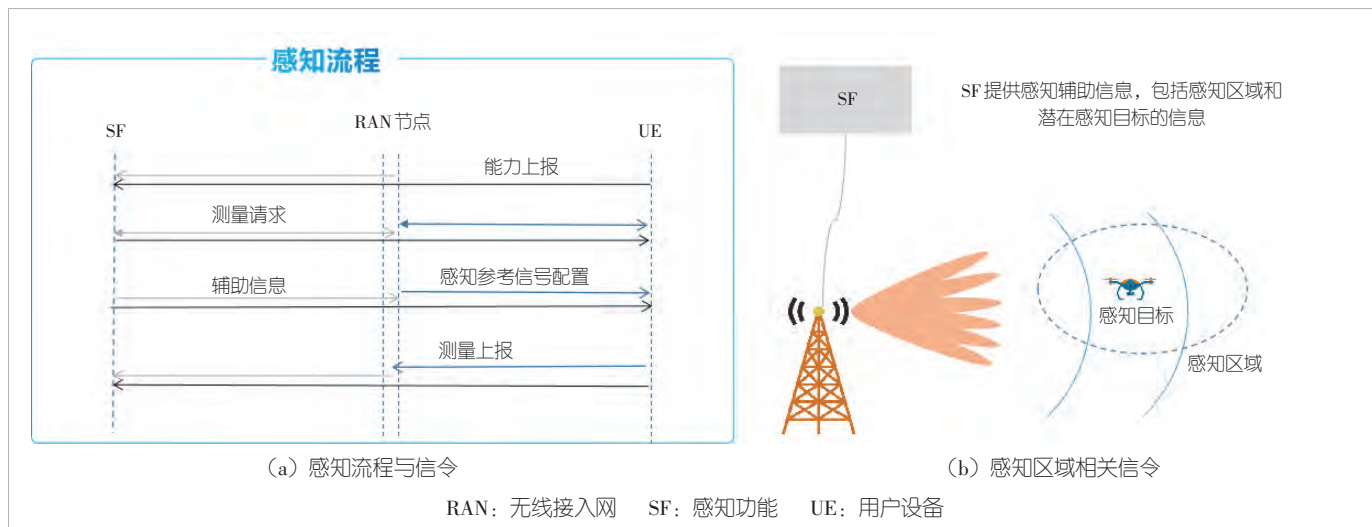 感知流程
SF
RAN 节点
UE
能力上报
测量请求
辅助信息
感知参考信号配置
测量上报
(a) 感知流程与信令
SF
SF 提供感知辅助信息，包括感知区域和
潜在感知目标的信息
感知目标
感知区域
(b) 感知区域相关信令
RAN：无线接入网 SF：感知功能 UE：用户设备